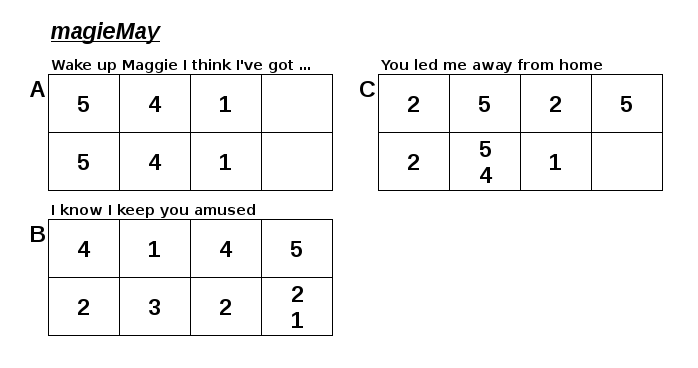 magieMay
Wake up Maggie I think I've got ...
A
5 4 1
5 4 1
I know I keep you amused
B
4 1 4 5
2 3 2 2
1
You led me away from home
C
2 5 2 5
2 5 1
4